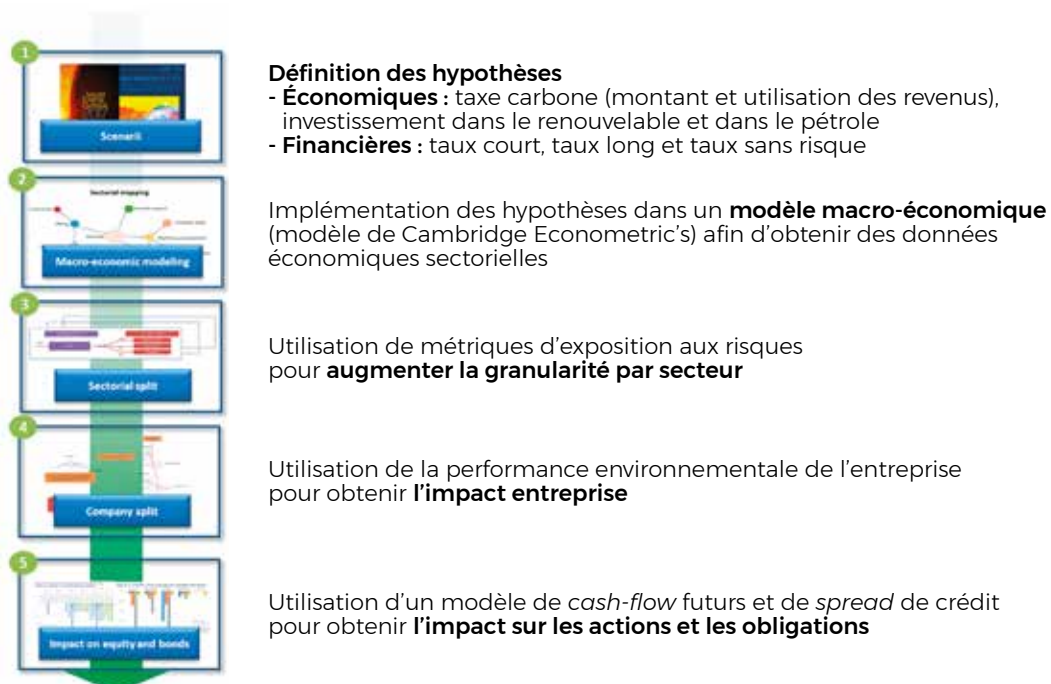 1
Scenarii
Définition des hypothèses
- Économiques : taxe carbone (montant et utilisation des revenus),
investissement dans le renouvelable et dans le pétrole
- Financières : taux court, taux long et taux sans risque
2
Sectorial mapping
Macro-economic modelling
Implémentation des hypothèses dans un modèle macro-économique
(modèle de Cambridge Econometric's) afin d'obtenir des données
économiques sectorielles
3
Sectorial split
Utilisation de métriques d'exposition aux risques
pour augmenter la granularité par secteur
4
Company split
Utilisation de la performance environnementale de l'entreprise
pour obtenir l'impact entreprise
5
Impact on equity and bonds
Utilisation d'un modèle de cash-flow futurs et de spread de crédit
pour obtenir l'impact sur les actions et les obligations